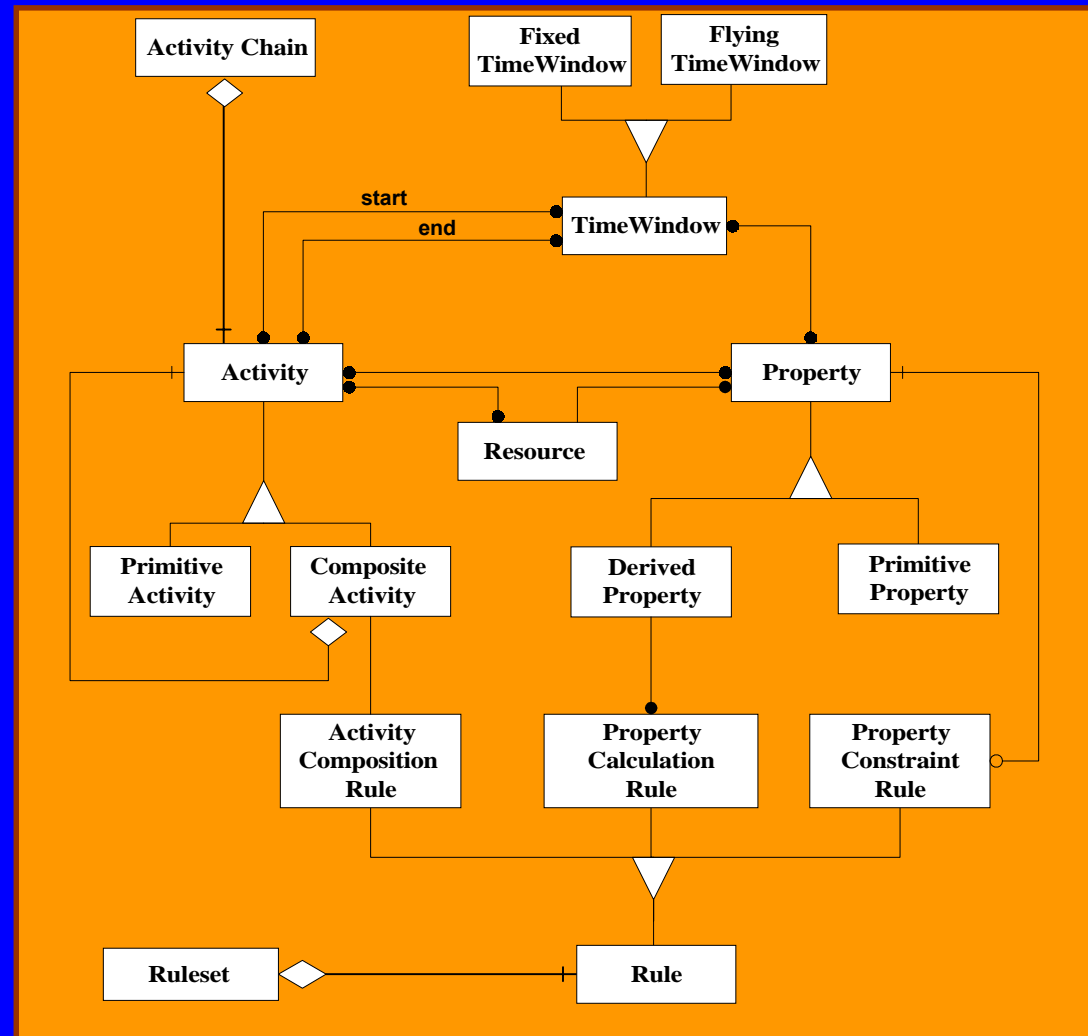 Activity Chain
Fixed
TimeWindow
Flying
TimeWindow
start
end
TimeWindow
Activity
Property
Resource
Primitive
Activity
Composite
Activity
Derived
Property
Primitive
Property
Activity
Composition
Rule
Property
Calculation
Rule
Property
Constraint
Rule
Ruleset
Rule